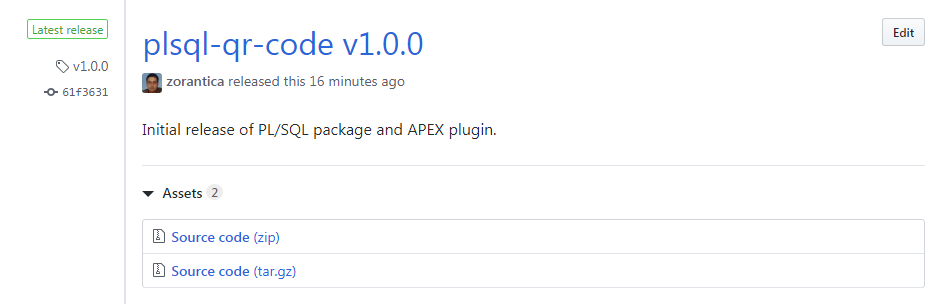 Latest release
v1.0.0
61f3631
plsql-qr-code v1.0.0
Edit
zorantica released this 16 minutes ago
Initial release of PL/SQL package and APEX plugin.
Assets 2
Source code (zip)
Source code (tar.gz)